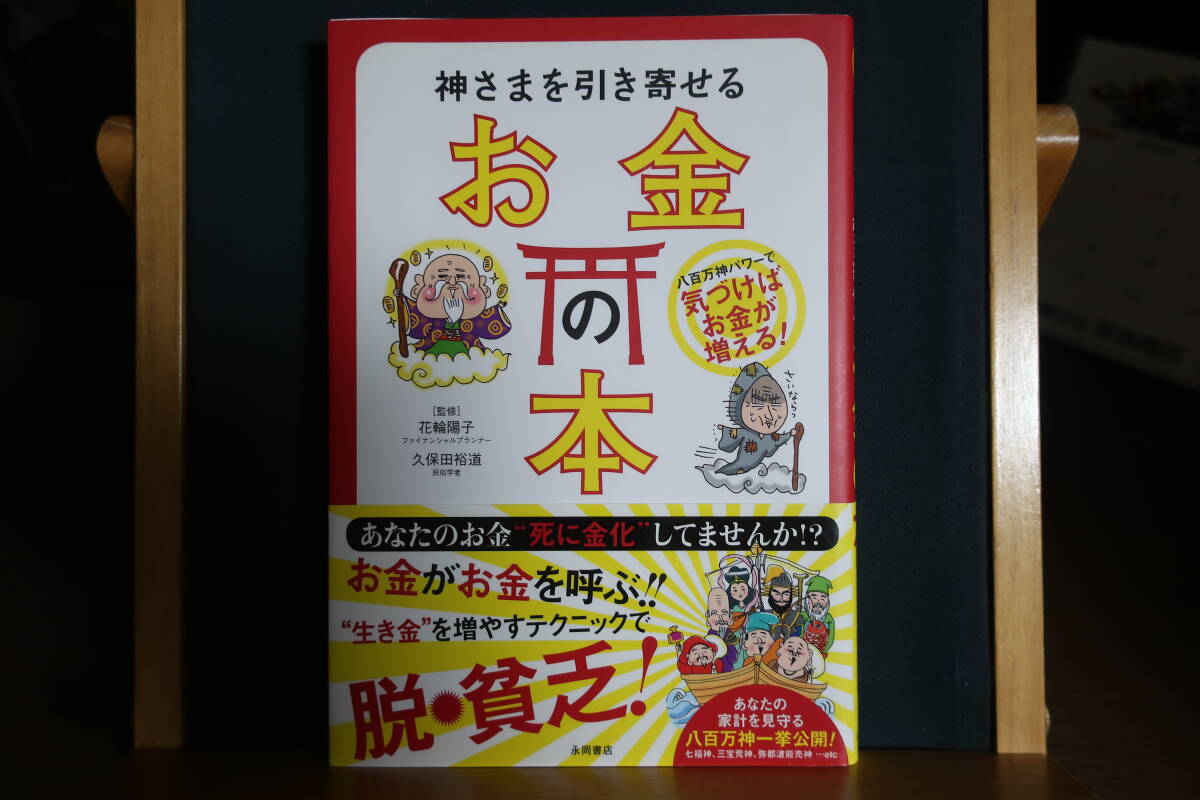 神さまを引き寄せる
お金
の
本
八百万神パワーで
気づけば
お金が
増える!
さいならっ
[監修]
花輪陽子
ファイナンシャルプランナー
久保田裕道
民俗学者
あなたのお金“死に金化”してませんか!?
お金がお金を呼ぶ!!
“生き金”を増やすテクニックで
脱・貧乏!
あなたの
家計を見守る
八百万神一挙公開!
七福神、三宝荒神、弥都波能売神 …etc
永岡書店